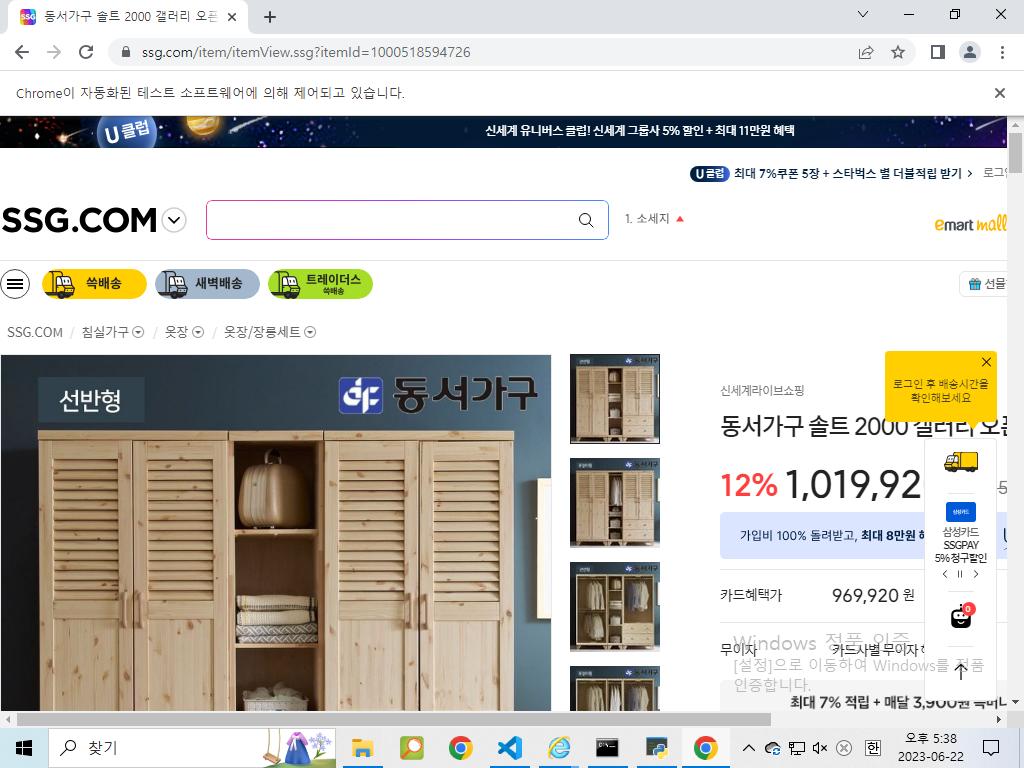 동서가구 솔트 2000 갤러리 오픈
ssg.com/item/itemView.ssg?itemId=1000518594726
Chrome이 자동화된 테스트 소프트웨어에 의해 제어되고 있습니다.
U 클럽
신세계 유니버스 클럽! 신세계 그룹사 5% 할인 + 최대 11만원 혜택
U 클럽 최대 7%쿠폰 5장 + 스타벅스 별 더블적립 받기 > 로그인
SSG.COM
1. 소세지
emart mall
쓱배송
새벽배송
트레이더스
쓱배송
선물
SSG.COM / 침실가구 / 옷장 / 옷장/장롱세트
선반형
동서가구
신세계라이브쇼핑
로그인 후 배송시간을
확인해보세요
동서가구 솔트 2000 갤러리 오픈
12% 1,019,92
가입비 100% 돌려받고, 최대 8만원
삼성카드
삼성카드
SSGPAY
5% 청구할인
카드혜택가 969,920 원
0
무이자 카드사별 무이자
Windows 정품 인증
[설정]으로 이동하여 Windows를 정품
인증합니다.
최대 7% 적립 + 매달 3,900원
찾기
한
오후 5:38
2023-06-22